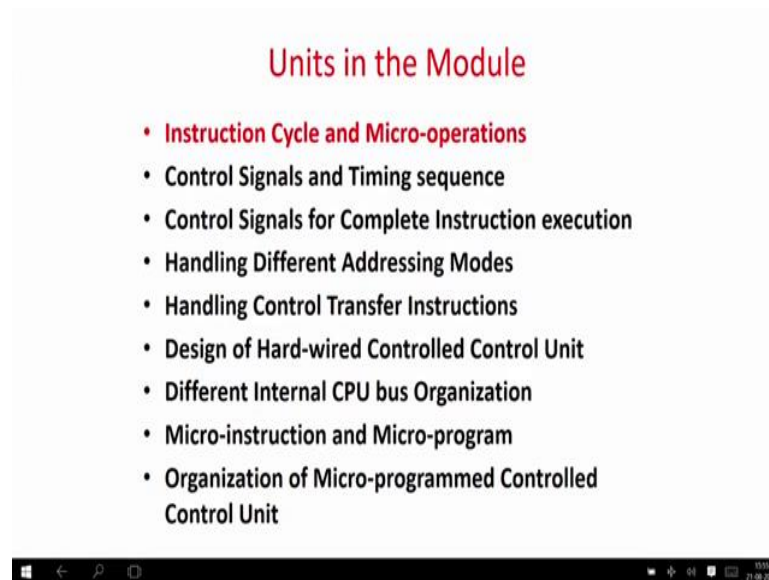 Units in the Module
• Instruction Cycle and Micro-operations
• Control Signals and Timing sequence
• Control Signals for Complete Instruction execution
• Handling Different Addressing Modes
• Handling Control Transfer Instructions
• Design of Hard-wired Controlled Control Unit
• Different Internal CPU bus Organization
• Micro-instruction and Micro-program
• Organization of Micro-programmed Controlled
Control Unit